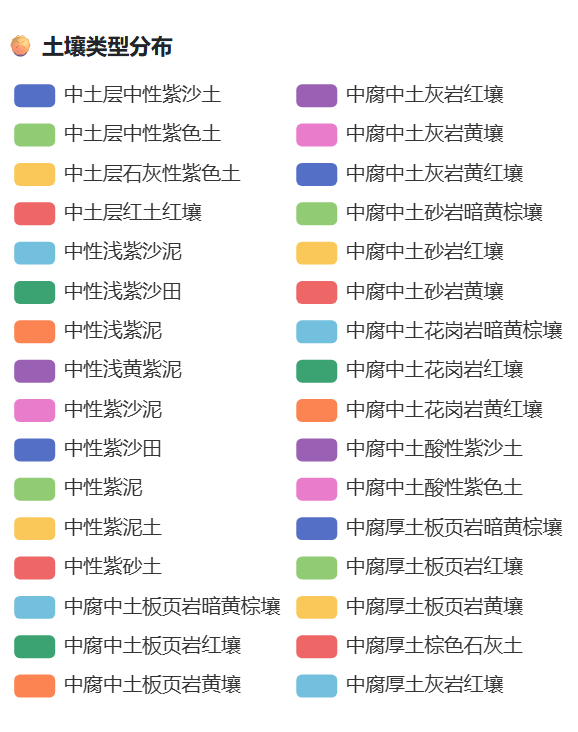 土壤类型分布
中土层中性紫沙土
中土层中性紫色土
中土层石灰性紫色土
中土层红土红壤
中性浅紫沙泥
中性浅紫沙田
中性浅紫泥
中性浅黄紫泥
中性紫沙泥
中性紫沙田
中性紫泥
中性紫泥土
中性紫砂土
中腐中土板页岩暗黄棕壤
中腐中土板页岩红壤
中腐中土板页岩黄壤
中腐中土灰岩红壤
中腐中土灰岩黄壤
中腐中土灰岩黄红壤
中腐中土砂岩暗黄棕壤
中腐中土砂岩红壤
中腐中土砂岩黄壤
中腐中土花岗岩暗黄棕壤
中腐中土花岗岩红壤
中腐中土花岗岩黄红壤
中腐中土酸性紫沙土
中腐中土酸性紫色土
中腐厚土板页岩暗黄棕壤
中腐厚土板页岩红壤
中腐厚土板页岩黄壤
中腐厚土棕色石灰土
中腐厚土灰岩红壤